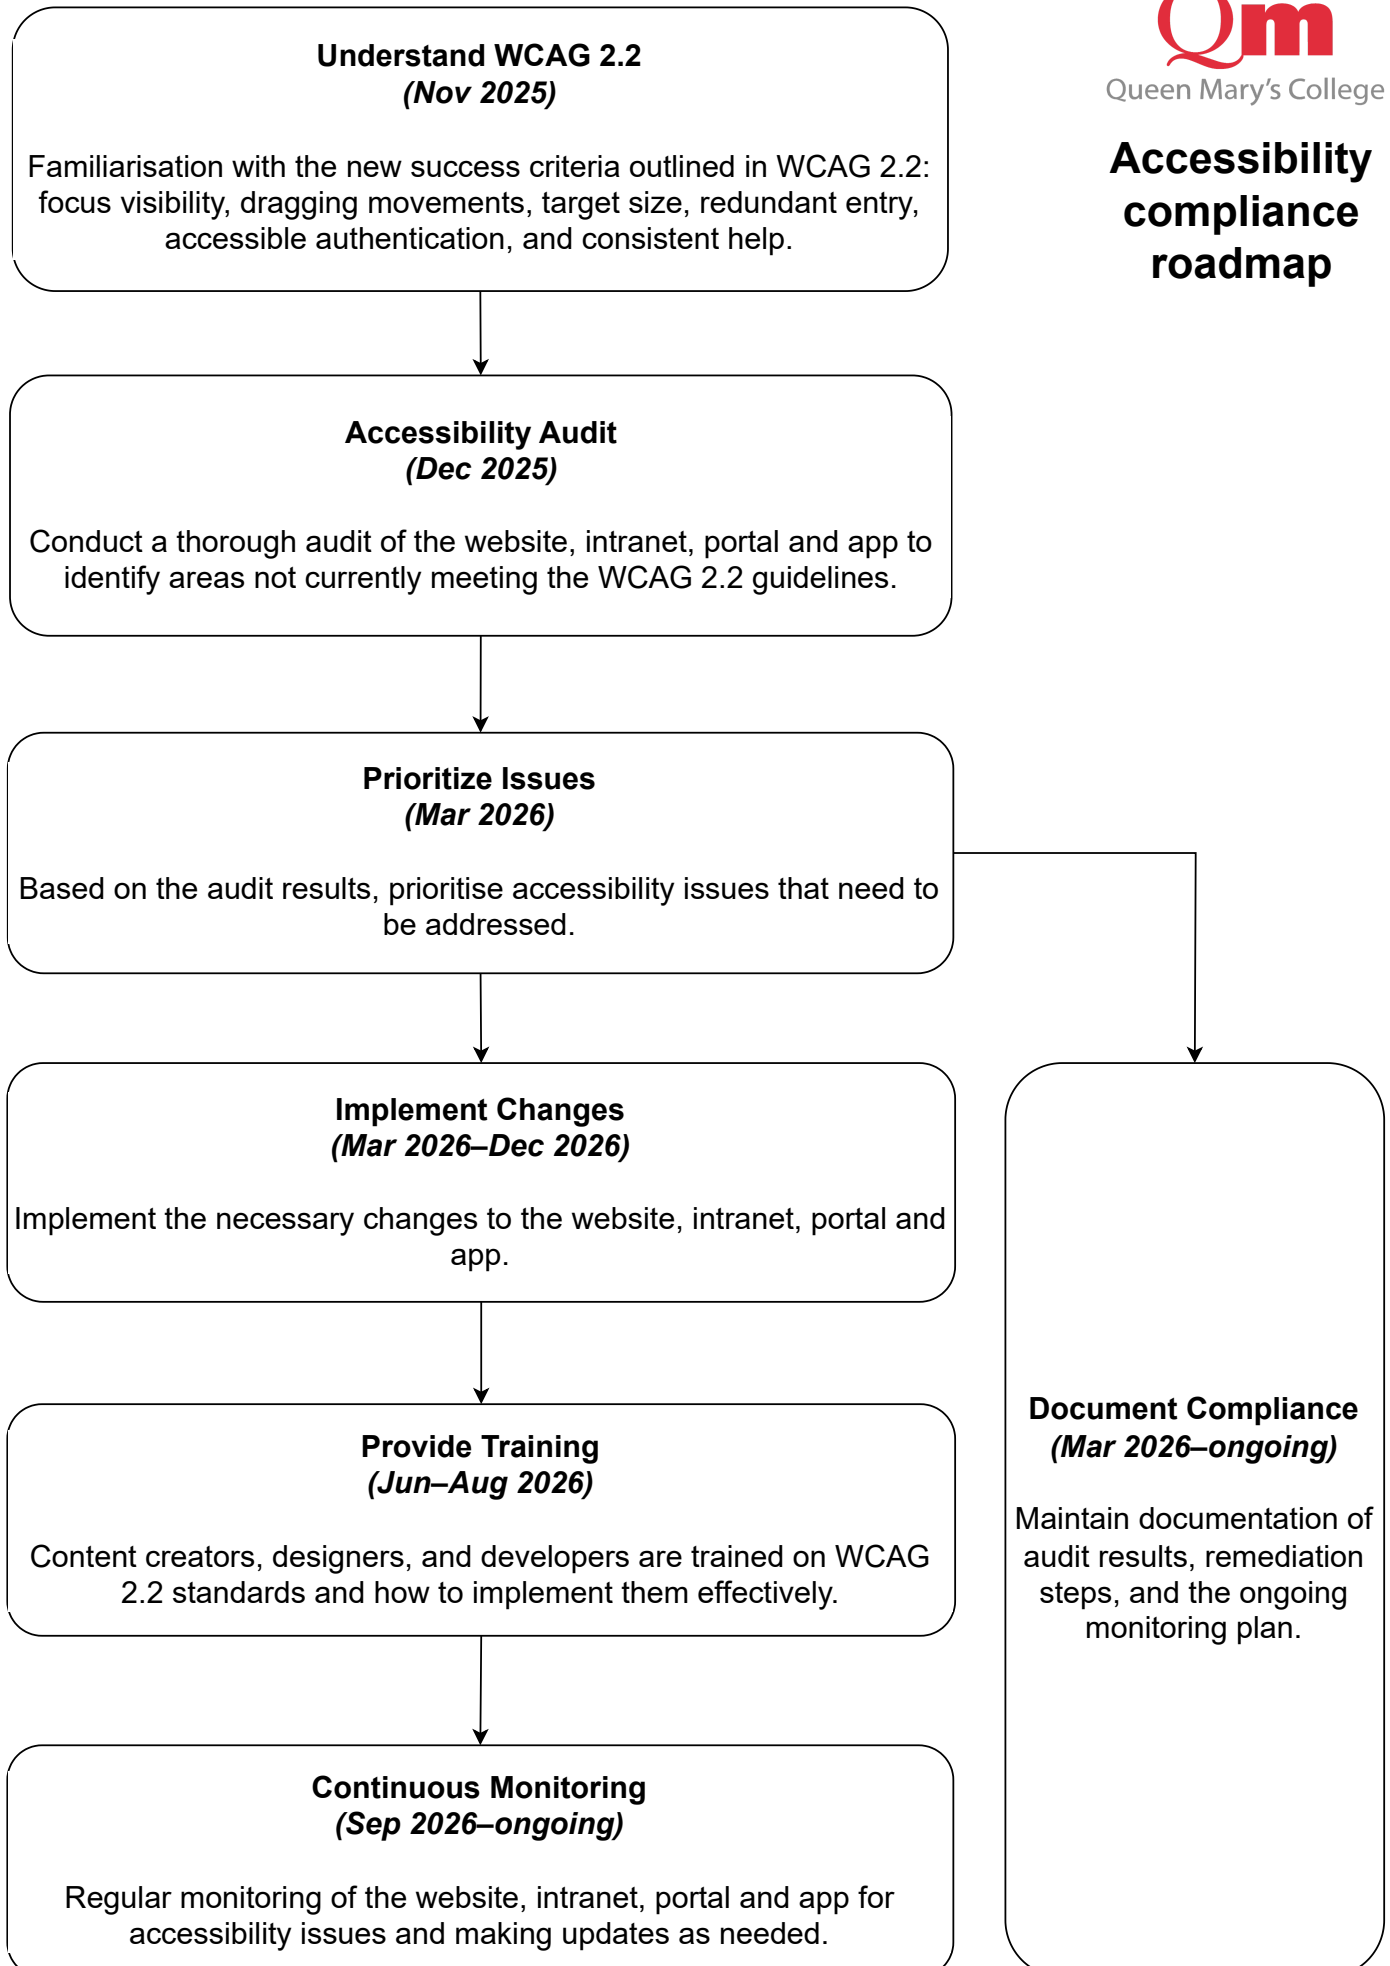 Qm
Queen Mary's College
Accessibility
compliance
roadmap
Understand WCAG 2.2
(Nov 2025)
Familiarisation with the new success criteria outlined in WCAG 2.2:
focus visibility, dragging movements, target size, redundant entry,
accessible authentication, and consistent help.
Accessibility Audit
(Dec 2025)
Conduct a thorough audit of the website, intranet, portal and app to
identify areas not currently meeting the WCAG 2.2 guidelines.
Prioritize Issues
(Mar 2026)
Based on the audit results, prioritise accessibility issues that need to
be addressed.
Implement Changes
(Mar 2026–Dec 2026)
Implement the necessary changes to the website, intranet, portal and
app.
Provide Training
(Jun–Aug 2026)
Content creators, designers, and developers are trained on WCAG
2.2 standards and how to implement them effectively.
Continuous Monitoring
(Sep 2026–ongoing)
Regular monitoring of the website, intranet, portal and app for
accessibility issues and making updates as needed.
Document Compliance
(Mar 2026–ongoing)
Maintain documentation of
audit results, remediation
steps, and the ongoing
monitoring plan.